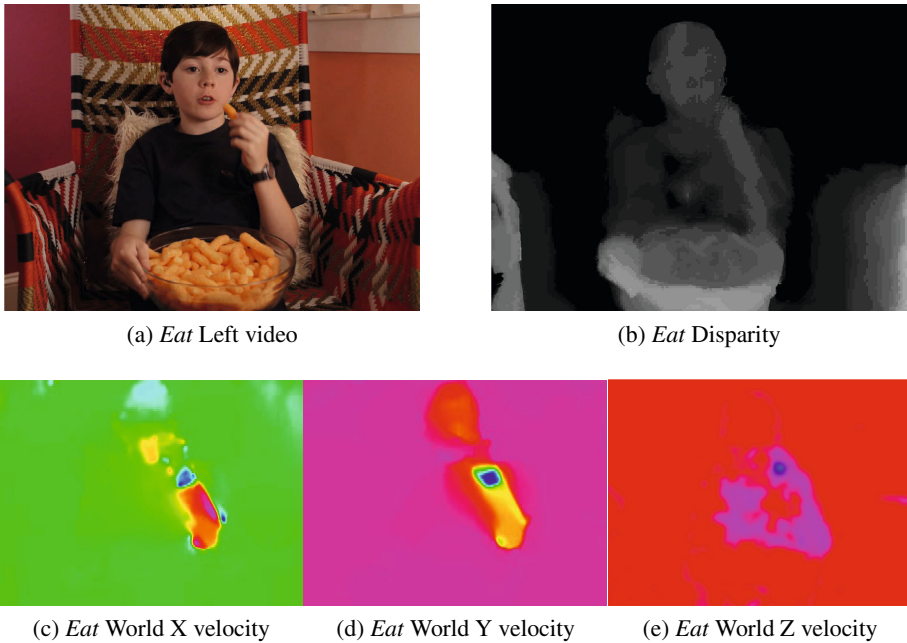 (a) Eat Left video
(b) Eat Disparity
(c) Eat World X velocity
(d) Eat World Y velocity
(e) Eat World Z velocity